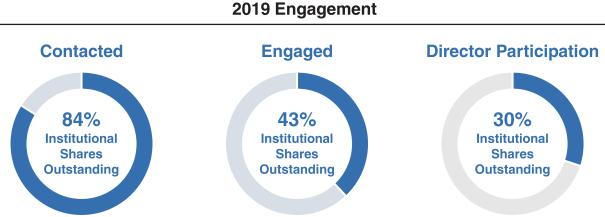 2019 Engagement
Contacted
84%
Institutional
Shares
Outstanding
Engaged
43%
Institutional
Shares
Outstanding
Director Participation
30%
Institutional
Shares
Outstanding